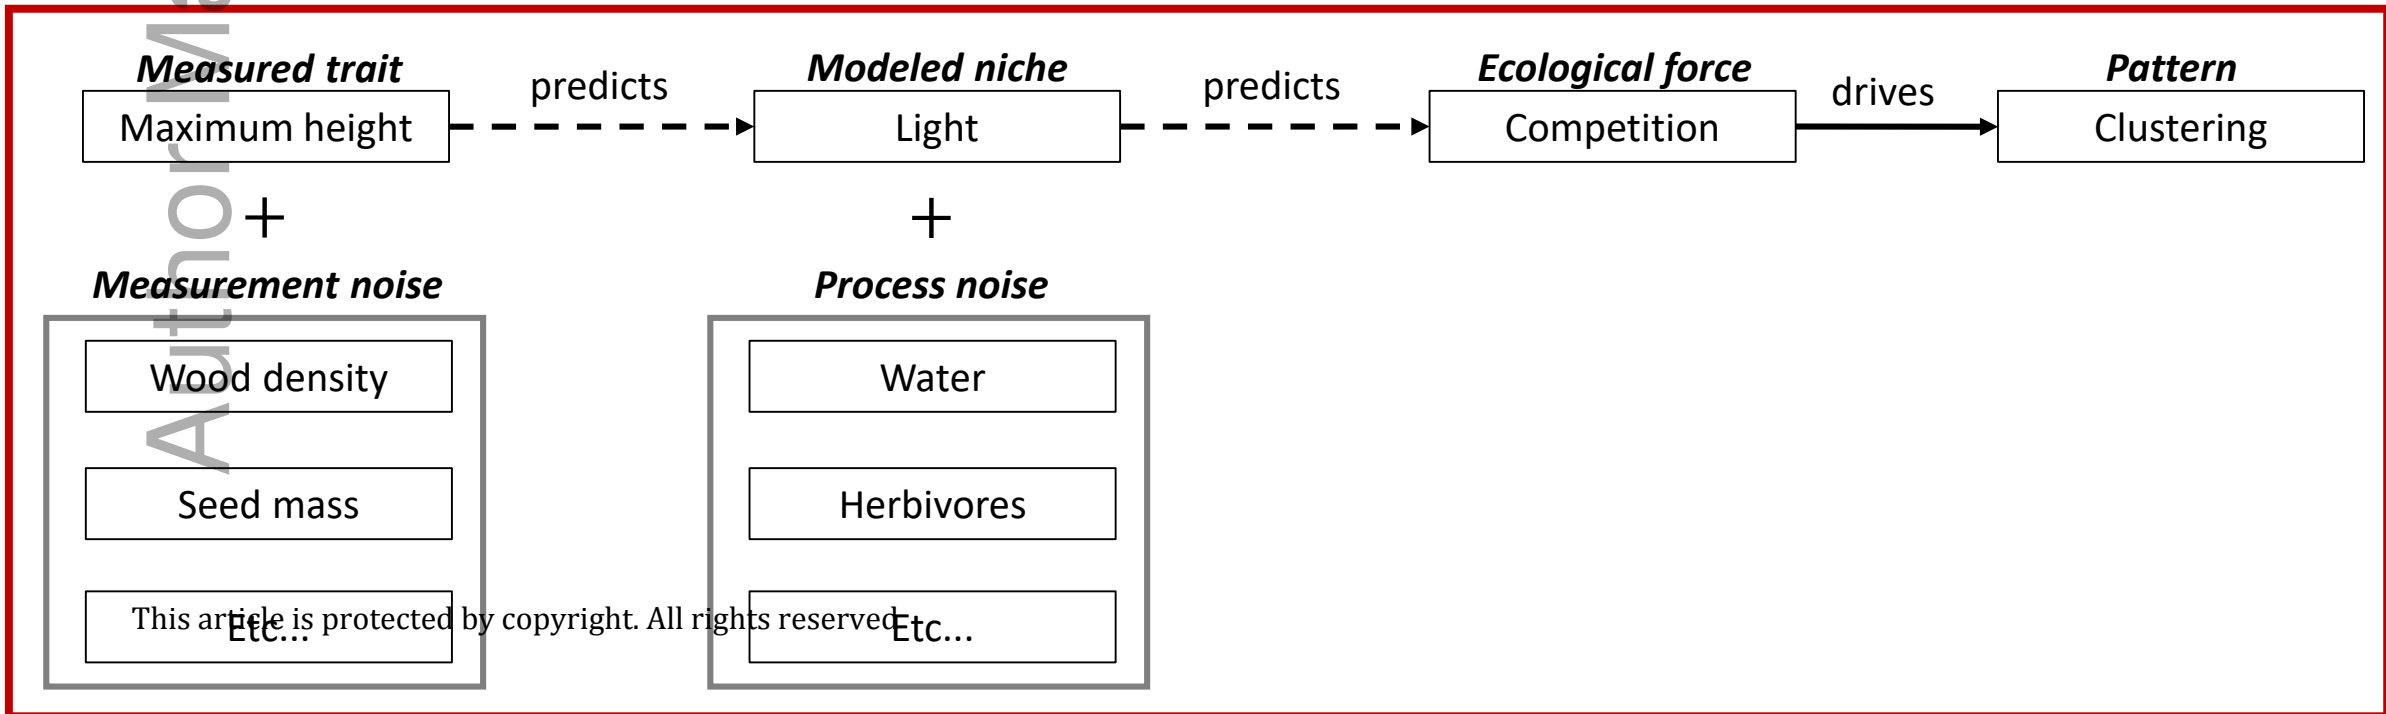 Measured trait
predicts
Modeled niche
predicts
Ecological force
drives
Pattern
Maximum height
Light
Competition
Clustering
+
+
Measurement noise
Process noise
Wood density
Water
Seed mass
Herbivores
Etc...
Etc...
This article is protected by copyright. All rights reserved
Author Ma